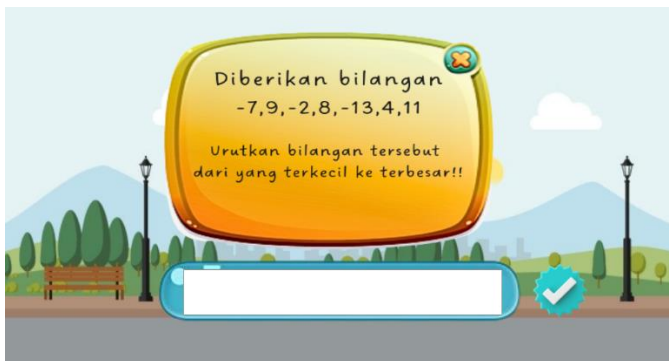 Diberikan bilangan
-7,9,-2,8,-13,4,11
Urutkan bilangan tersebut
dari yang terkecil ke terbesar!!